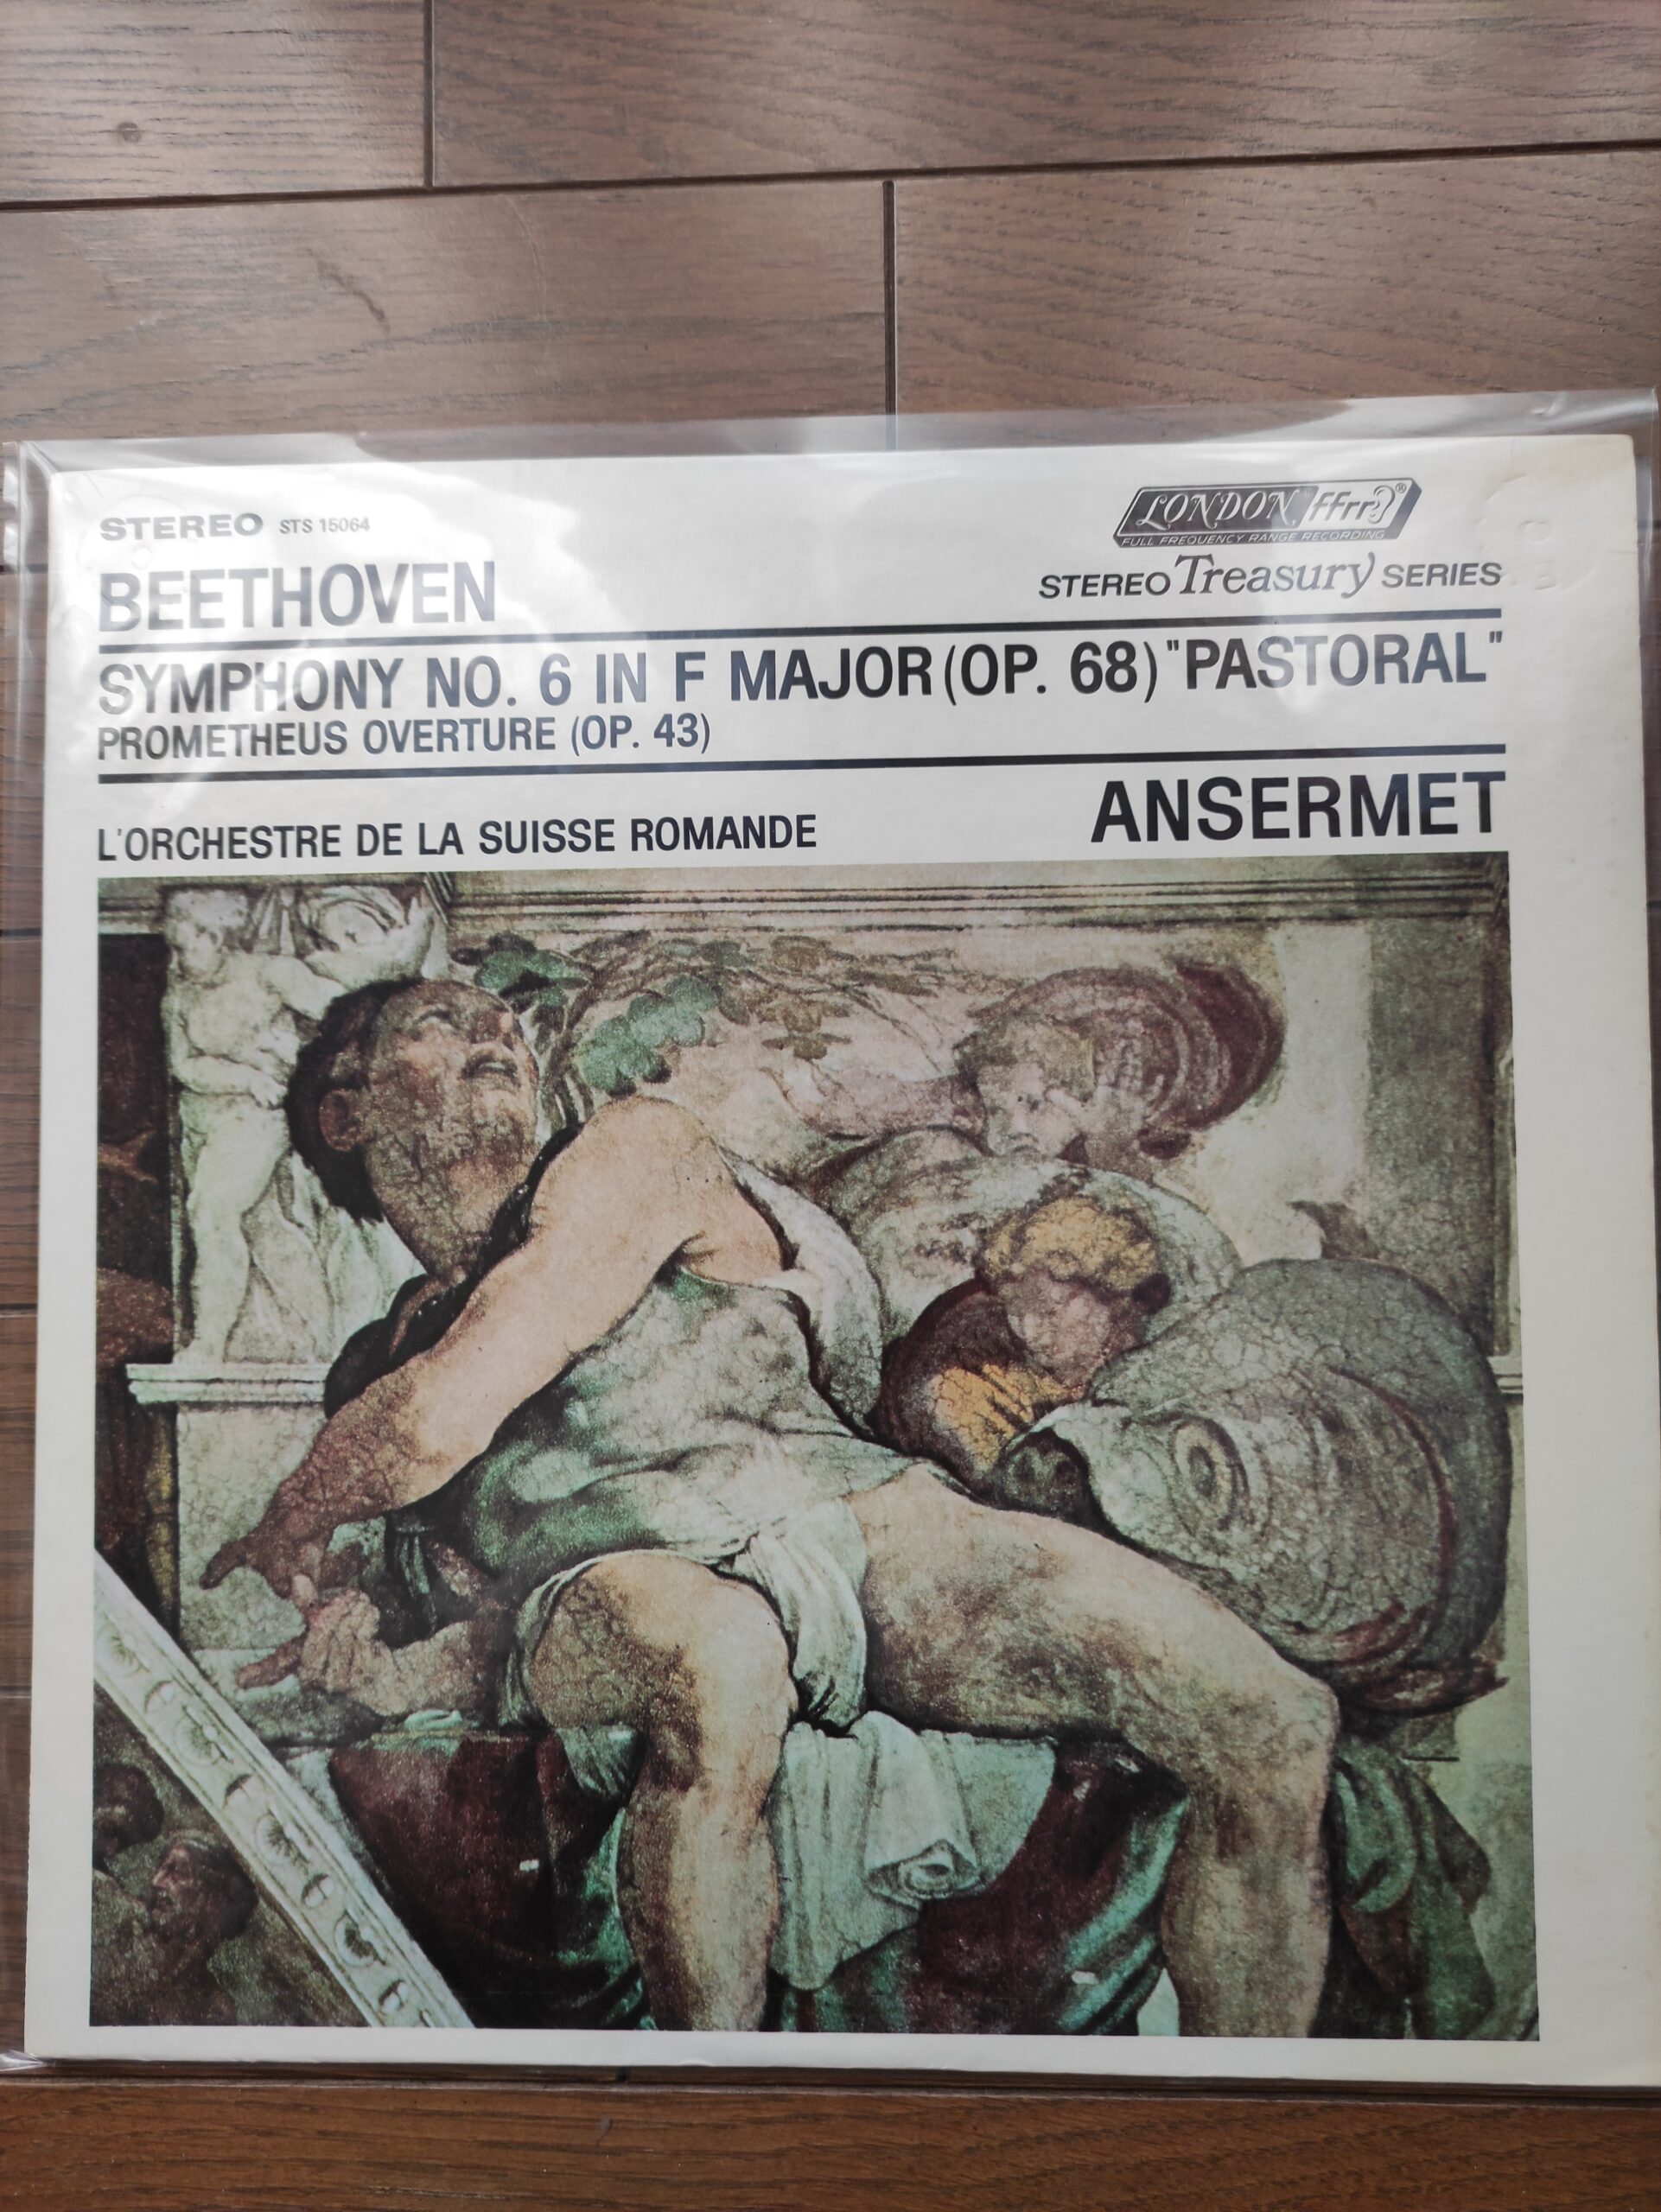 STEREO STS 15064
LONDON ffrr ®
FULL FREQUENCY RANGE RECORDING
BEETHOVEN
STEREO Treasury SERIES
SYMPHONY NO. 6 IN F MAJOR (OP. 68) "PASTORAL"
PROMETHEUS OVERTURE (OP. 43)
ANSERMET
L'ORCHESTRE DE LA SUISSE ROMANDE